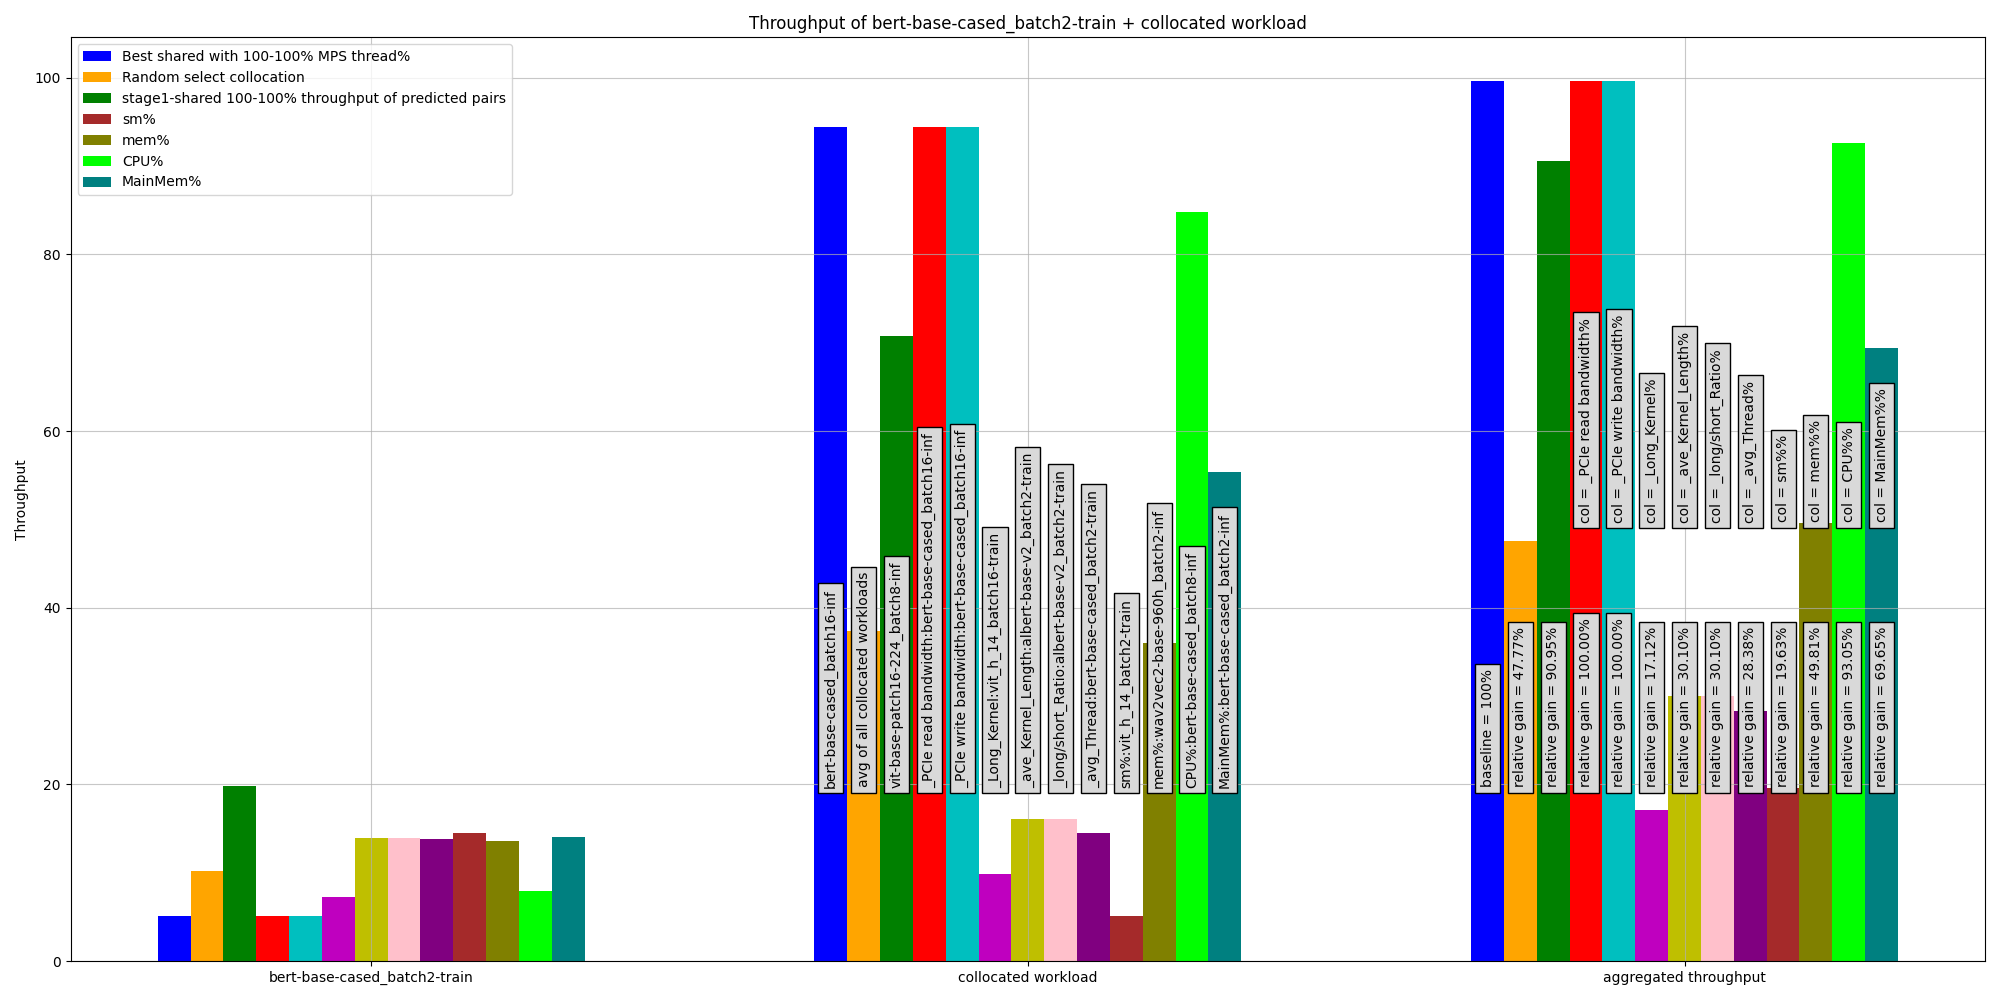 Throughput of bert-base-cased_batch2-train + collocated workload
Best shared with 100-100% MPS thread%
Random select collocation
stage1-shared 100-100% throughput of predicted pairs
sm%
mem%
CPU%
MainMem%
Throughput
100
80
60
40
20
0
bert-base-cased_batch16-inf
avg of all collocated workloads
vit-base-patch16-224_batch8-inf
_PCIe read bandwidth:bert-base-cased_batch16-inf
_PCIe write bandwidth:bert-base-cased_batch16-inf
_Long_Kernel:vit_h_14_batch16-train
_ave_Kernel_Length:albert-base-v2_batch2-train
_long/short_Ratio:albert-base-v2_batch2-train
_avg_Thread:bert-base-cased_batch2-train
sm%:vit_h_14_batch2-train
mem%:wav2vec2-base-960h_batch2-inf
CPU%:bert-base-cased_batch8-inf
MainMem%:bert-base-cased_batch2-inf
col = _PCIe read bandwidth%
col = _PCIe write bandwidth%
col = _Long_Kernel%
col = _ave_Kernel_Length%
col = _long/short_Ratio%
col = _avg_Thread%
col = sm%%
col = mem%%
col = CPU%%
col = MainMem%%
baseline = 100%
relative gain = 47.77%
relative gain = 90.95%
relative gain = 100.00%
relative gain = 100.00%
relative gain = 17.12%
relative gain = 30.10%
relative gain = 30.10%
relative gain = 28.38%
relative gain = 19.63%
relative gain = 49.81%
relative gain = 93.05%
relative gain = 69.65%
bert-base-cased_batch2-train
collocated workload
aggregated throughput